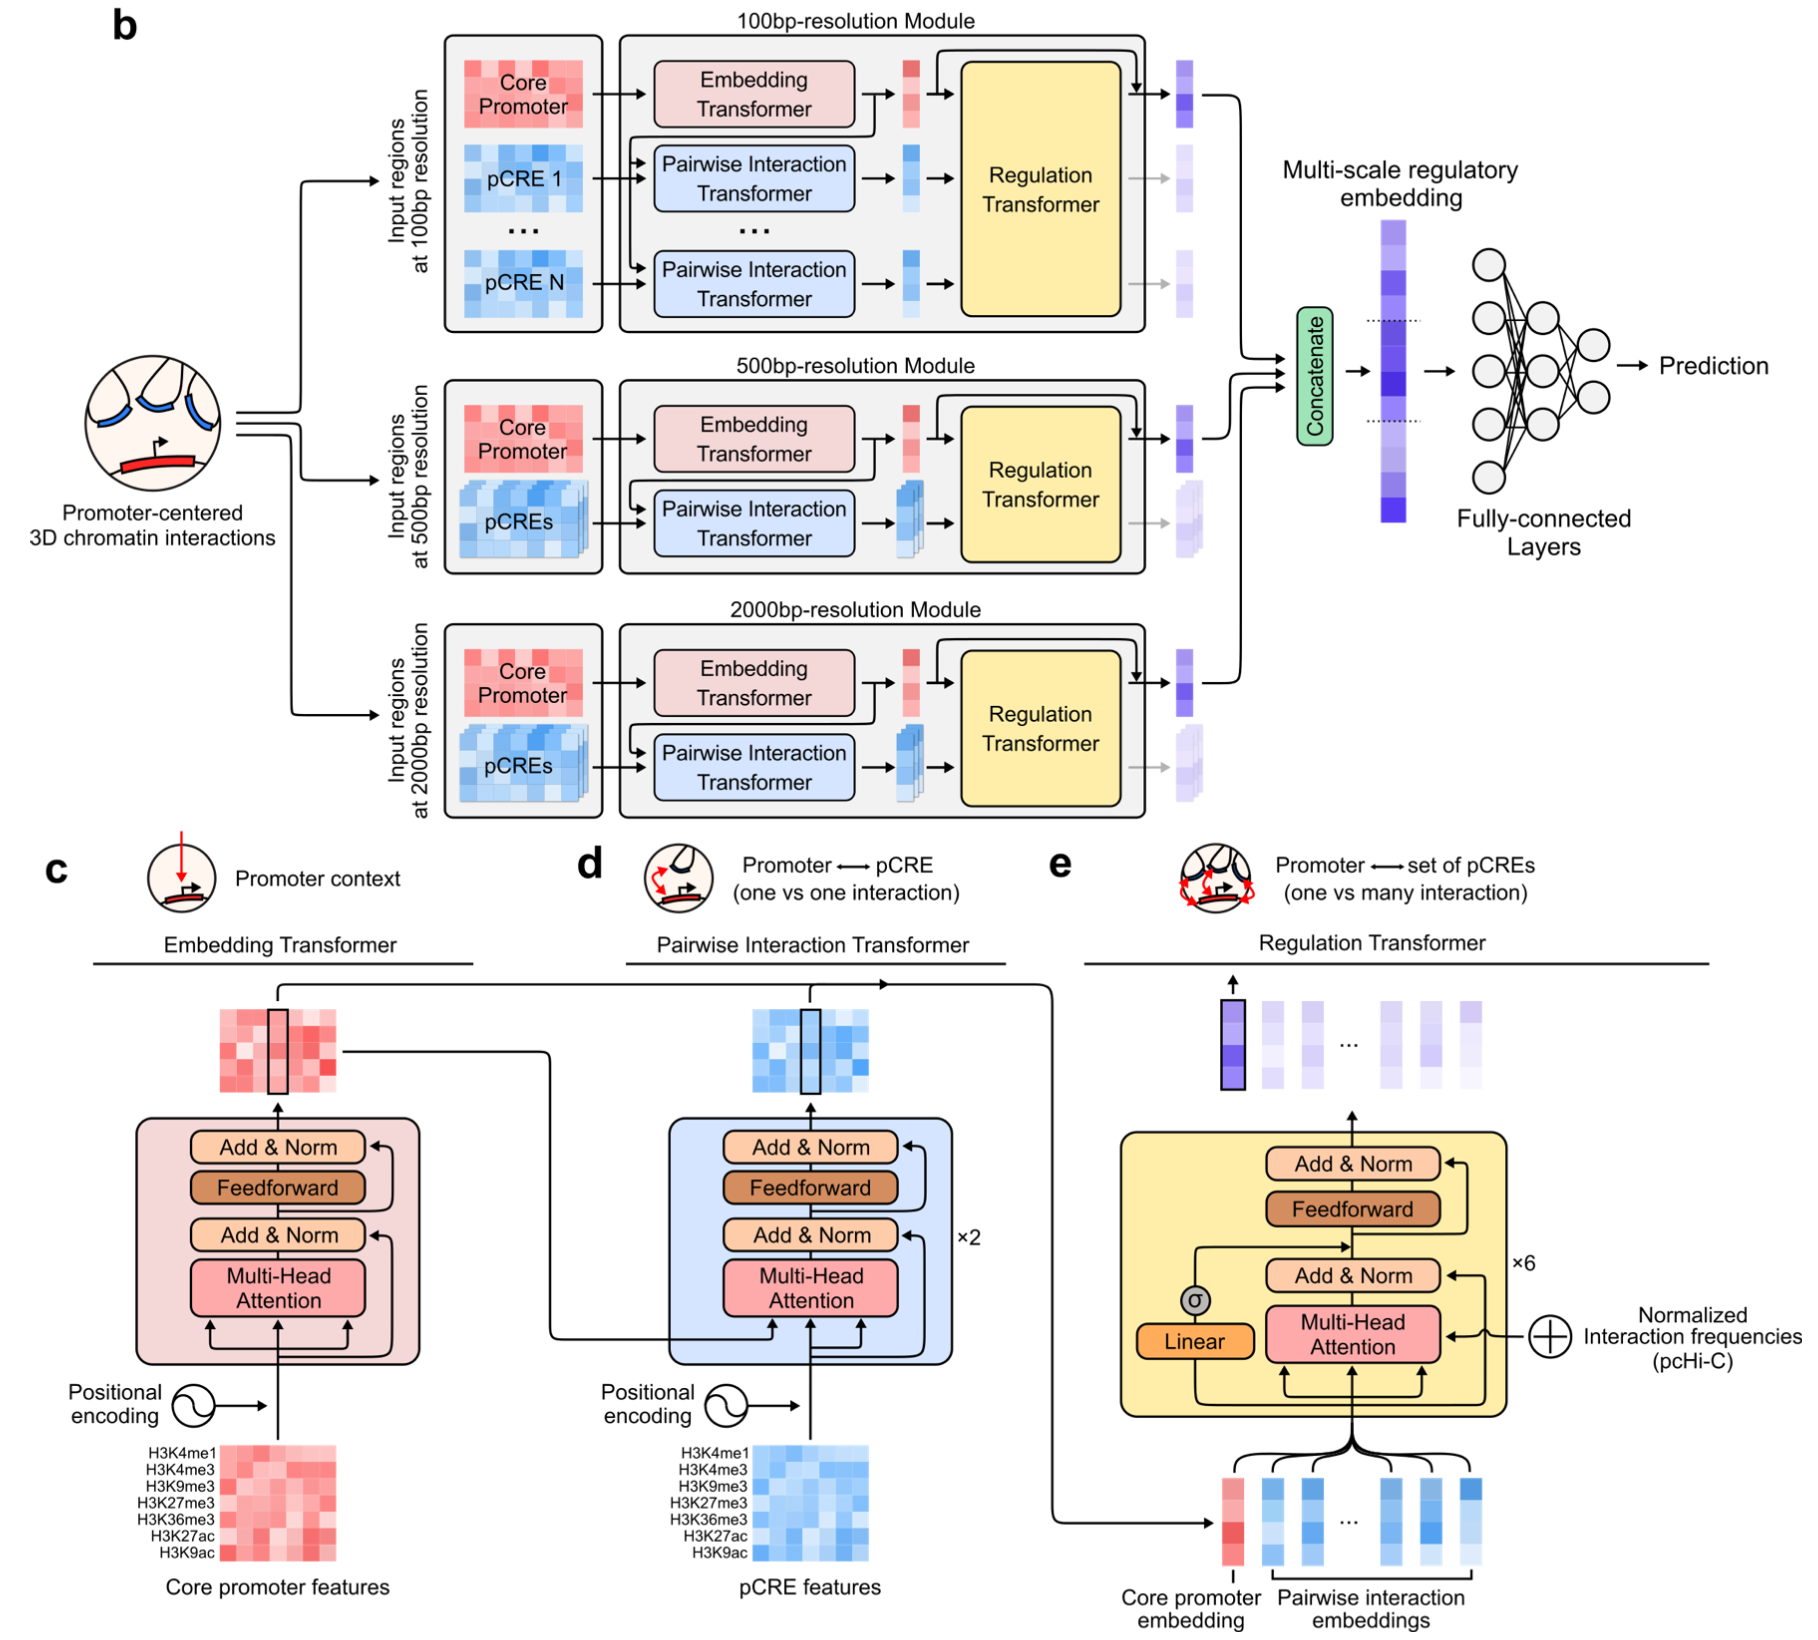 b
100bp-resolution Module
Input regions
at 100bp resolution
Core
Promoter
pCRE 1
...
pCRE N
Embedding
Transformer
Pairwise Interaction
Transformer
...
Pairwise Interaction
Transformer
Regulation
Transformer
500bp-resolution Module
Input regions
at 500bp resolution
Core
Promoter
pCREs
Embedding
Transformer
Pairwise Interaction
Transformer
Regulation
Transformer
2000bp-resolution Module
Input regions
at 2000bp resolution
Core
Promoter
pCREs
Embedding
Transformer
Pairwise Interaction
Transformer
Regulation
Transformer
Promoter-centered
3D chromatin interactions
Concatenate
Multi-scale regulatory
embedding
Prediction
Fully-connected
Layers
c
Promoter context
Embedding Transformer
Add & Norm
Feedforward
Add & Norm
Multi-Head
Attention
Positional
encoding
H3K4me1
H3K4me3
H3K9me3
H3K27me3
H3K36me3
H3K27ac
H3K9ac
Core promoter features
d
Promoter ⟷ pCRE
(one vs one interaction)
Pairwise Interaction Transformer
Add & Norm
Feedforward
Add & Norm
Multi-Head
Attention
×2
Positional
encoding
H3K4me1
H3K4me3
H3K9me3
H3K27me3
H3K36me3
H3K27ac
H3K9ac
pCRE features
e
Promoter ⟷ set of pCREs
(one vs many interaction)
Regulation Transformer
...
Add & Norm
Feedforward
Add & Norm
Multi-Head
Attention
σ
Linear
×6
Normalized
Interaction frequencies
(pcHi-C)
...
Core promoter
embedding
Pairwise interaction
embeddings